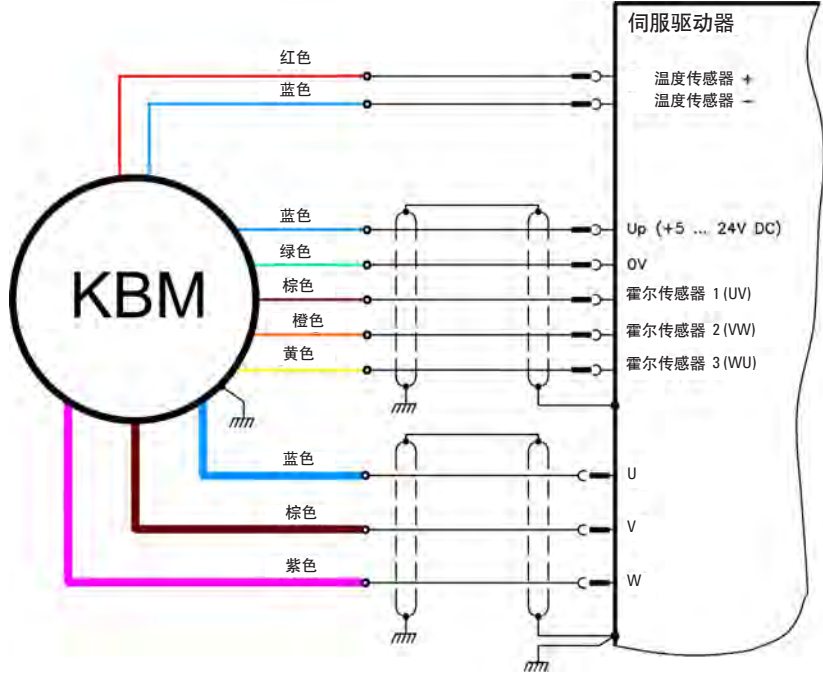 伺服驱动器
红色
温度传感器 +
蓝色
温度传感器 -
KBM
蓝色
Up (+5 ... 24V DC)
绿色
0V
棕色
霍尔传感器 1(UV)
橙色
霍尔传感器 2(VW)
黄色
霍尔传感器 3(WU)
蓝色
U
棕色
V
紫色
W